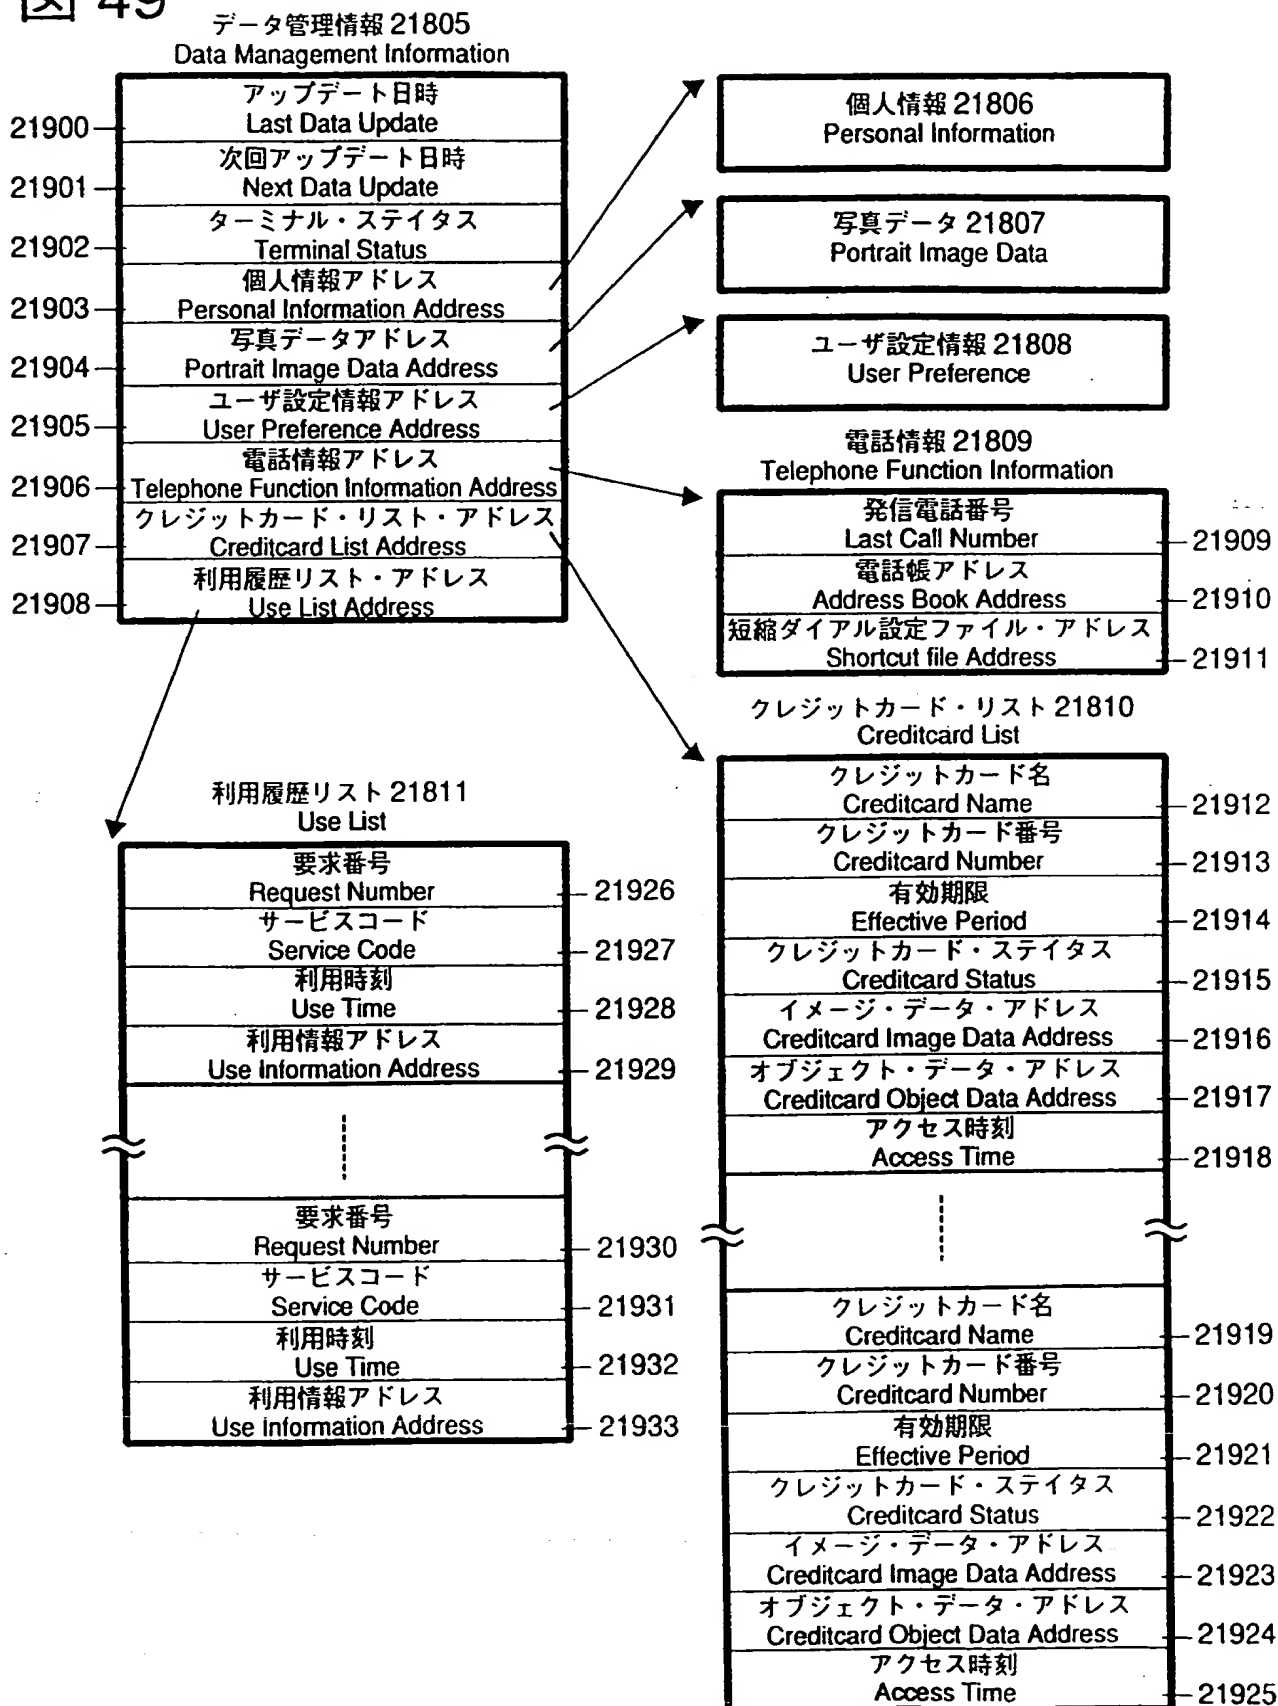 図 49
データ管理情報 21805
Data Management Information
アップデート日時
Last Data Update
21900
次回アップデート日時
Next Data Update
21901
ターミナル・ステイタス
Terminal Status
21902
個人情報アドレス
Personal Information Address
21903
写真データアドレス
Portrait Image Data Address
21904
ユーザ設定情報アドレス
User Preference Address
21905
電話情報アドレス
Telephone Function Information Address
21906
クレジットカード・リスト・アドレス
Creditcard List Address
21907
利用履歴リスト・アドレス
Use List Address
21908
個人情報 21806
Personal Information
写真データ 21807
Portrait Image Data
ユーザ設定情報 21808
User Preference
電話情報 21809
Telephone Function Information
発信電話番号
Last Call Number
21909
電話帳アドレス
Address Book Address
21910
短縮ダイアル設定ファイル・アドレス
Shortcut file Address
21911
利用履歴リスト 21811
Use List
要求番号
Request Number
21926
サービスコード
Service Code
21927
利用時刻
Use Time
21928
利用情報アドレス
Use Information Address
21929
要求番号
Request Number
21930
サービスコード
Service Code
21931
利用時刻
Use Time
21932
利用情報アドレス
Use Information Address
21933
クレジットカード・リスト 21810
Creditcard List
クレジットカード名
Creditcard Name
21912
クレジットカード番号
Creditcard Number
21913
有効期限
Effective Period
21914
クレジットカード・ステイタス
Creditcard Status
21915
イメージ・データ・アドレス
Creditcard Image Data Address
21916
オブジェクト・データ・アドレス
Creditcard Object Data Address
21917
アクセス時刻
Access Time
21918
クレジットカード名
Creditcard Name
21919
クレジットカード番号
Creditcard Number
21920
有効期限
Effective Period
21921
クレジットカード・ステイタス
Creditcard Status
21922
イメージ・データ・アドレス
Creditcard Image Data Address
21923
オブジェクト・データ・アドレス
Creditcard Object Data Address
21924
アクセス時刻
Access Time
21925